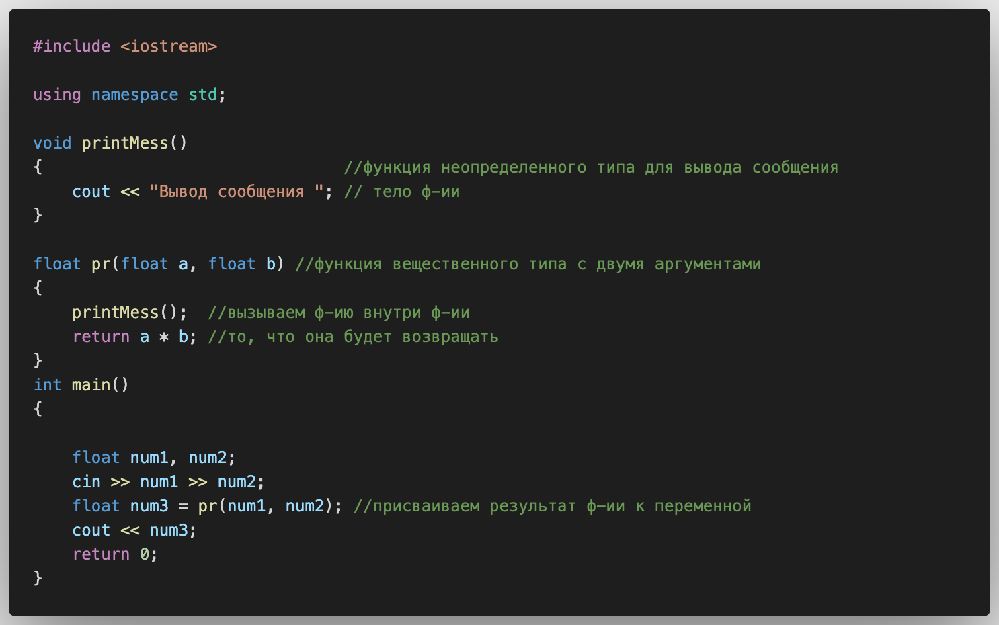 #include <iostream>
using namespace std;
void printMess()
{                               //функция неопределенного типа для вывода сообщения
    cout << "Вывод сообщения "; // тело ф-ии
}
float pr(float a, float b) //функция вещественного типа с двумя аргументами
{
    printMess();  //вызываем ф-ию внутри ф-ии
    return a * b; //то, что она будет возвращать
}
int main()
{
    float num1, num2;
    cin >> num1 >> num2;
    float num3 = pr(num1, num2); //присваиваем результат ф-ии к переменной
    cout << num3;
    return 0;
}